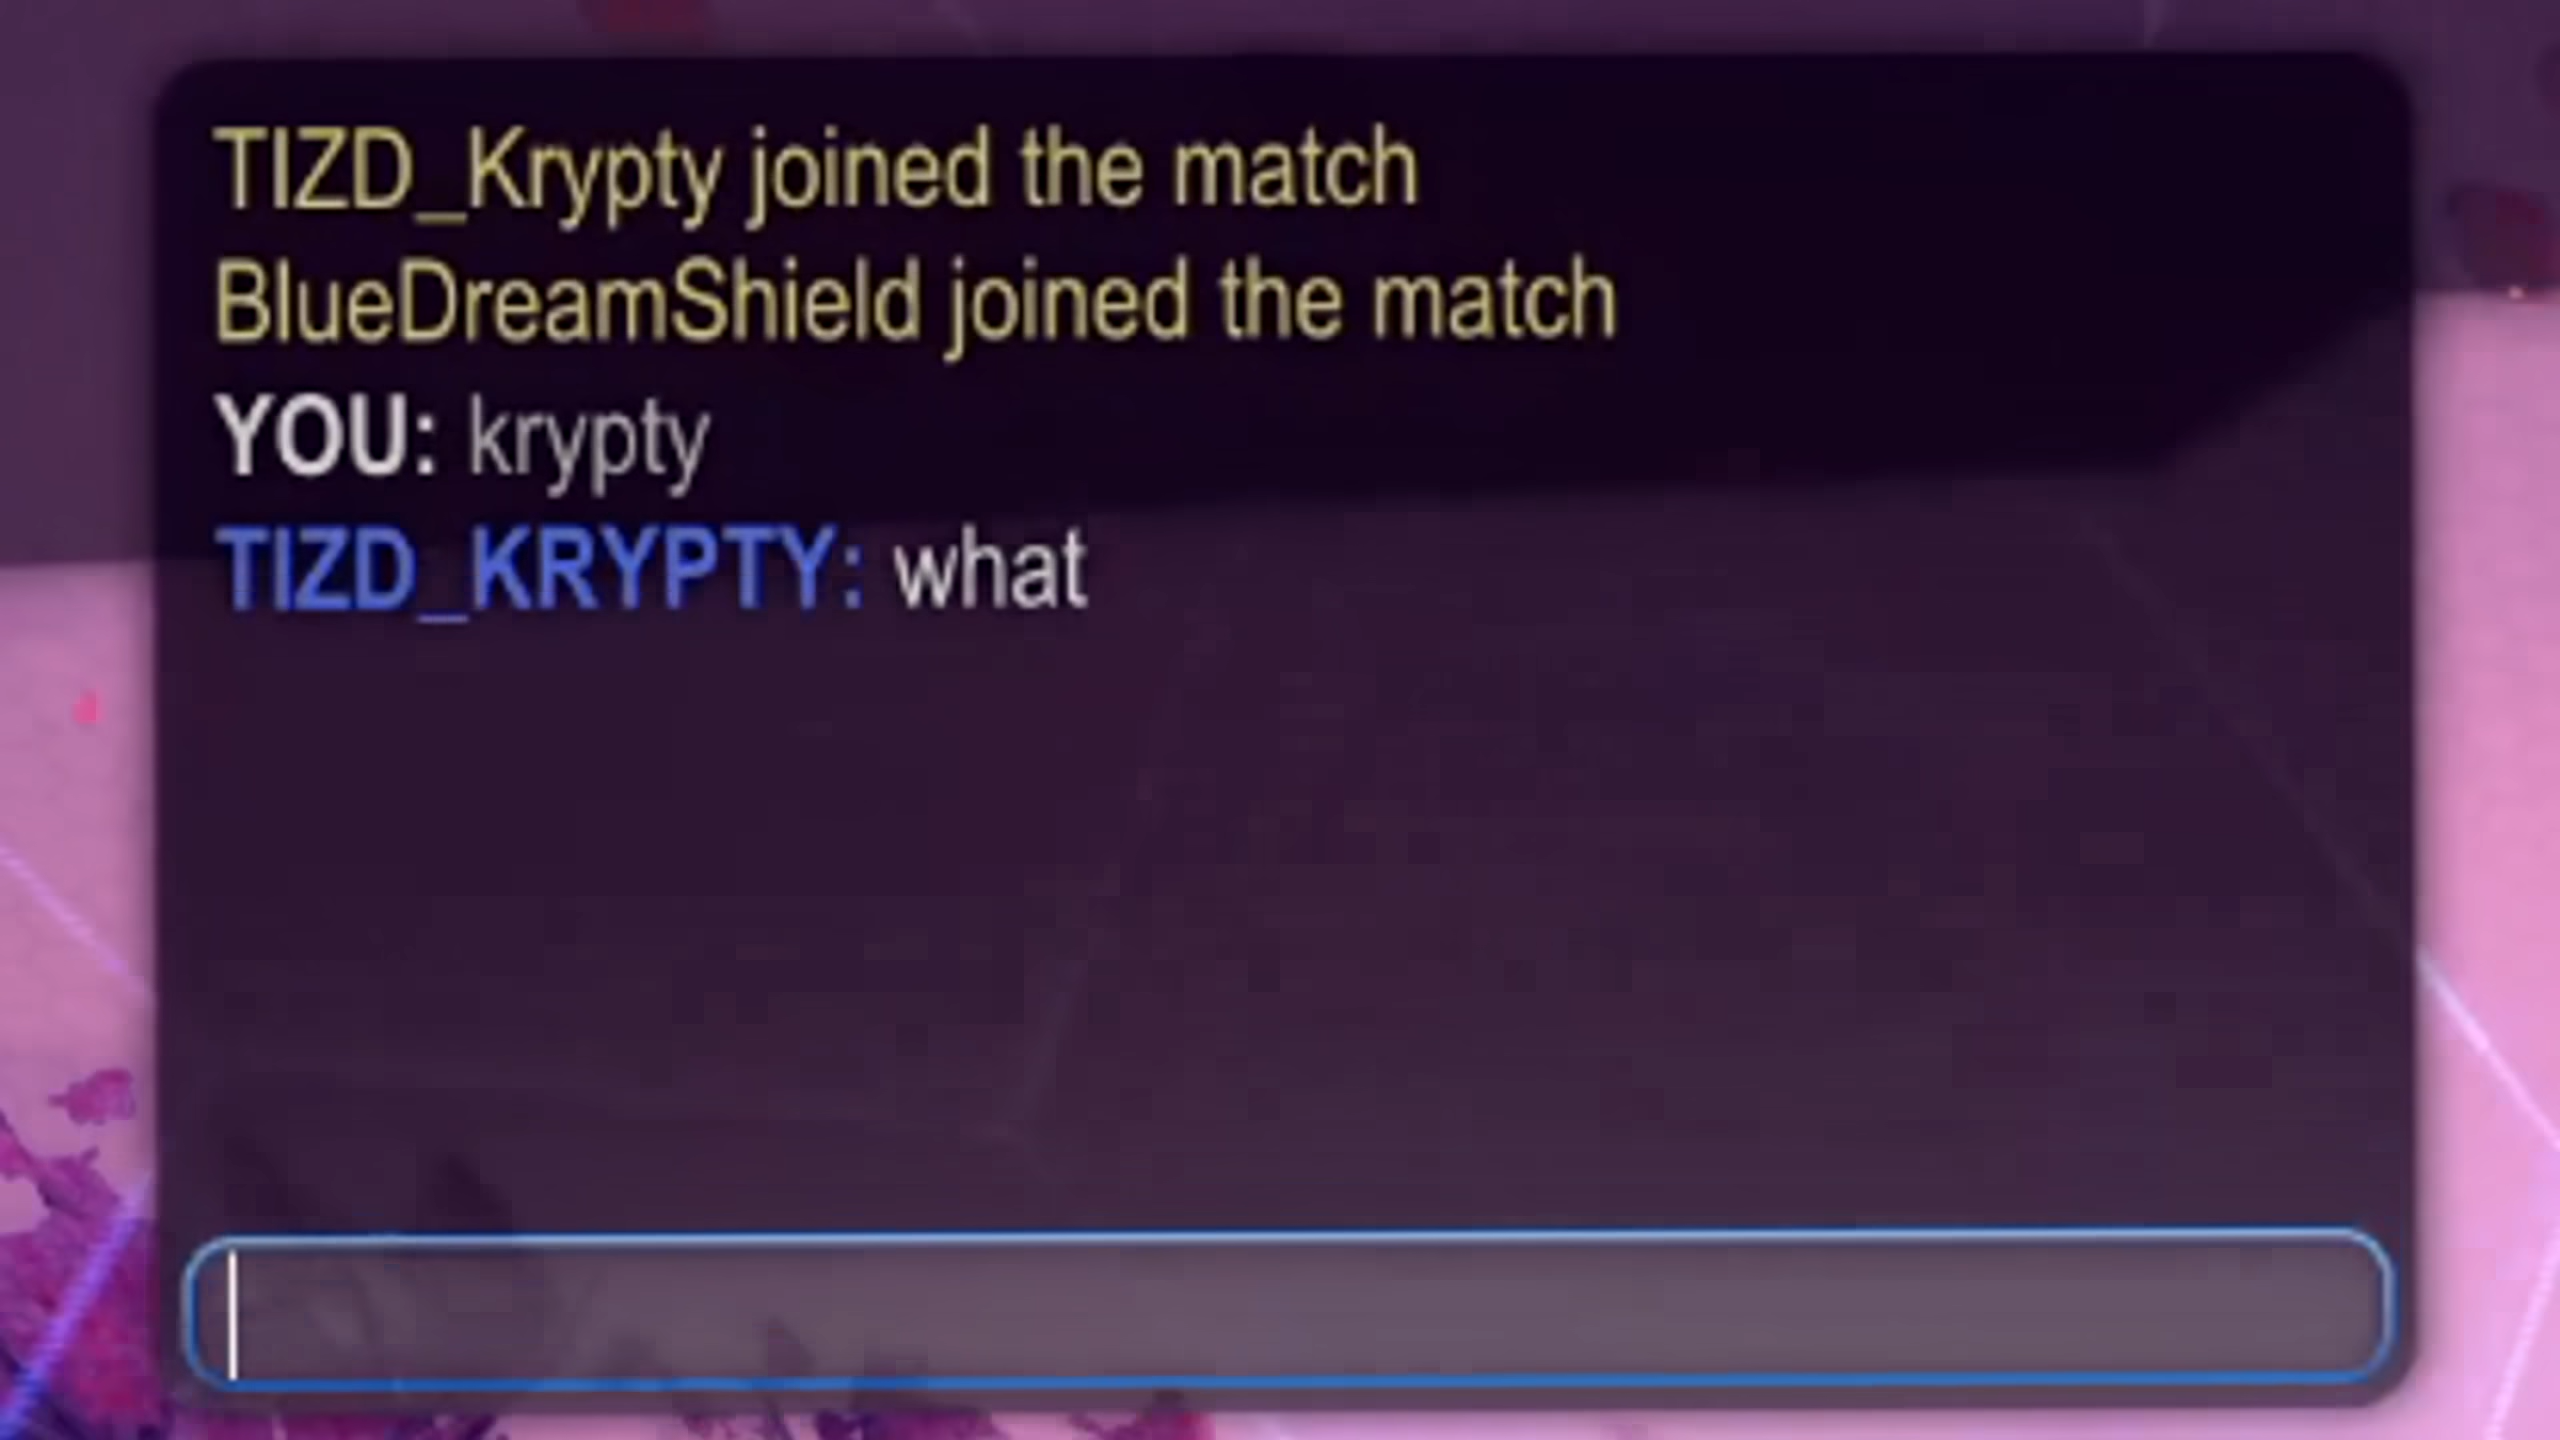 TIZD_Krypty joined the match
BlueDreamShield joined the match
YOU: krypty
TIZD_KRYPTY: what